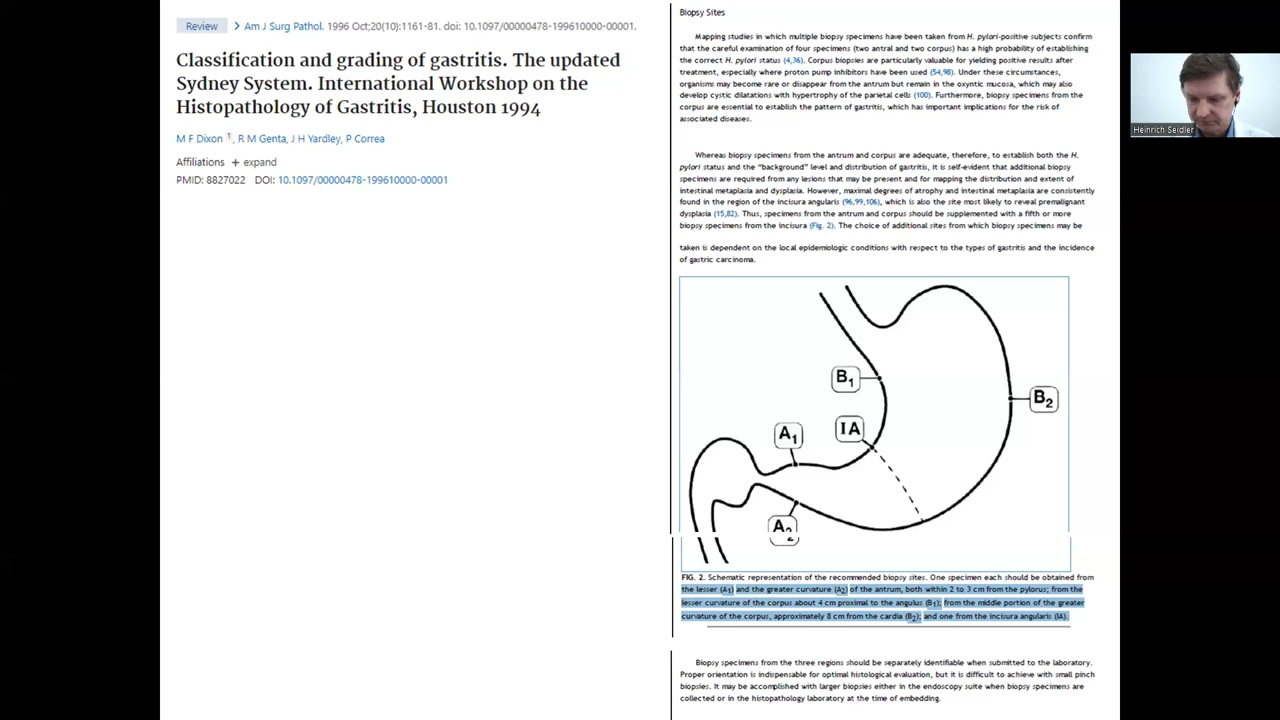 Review
Am J Surg Pathol. 1996 Oct;20(10):1161-81. doi: 10.1097/00000478-199610000-00001.
Classification and grading of gastritis. The updated
Sydney System. International Workshop on the
Histopathology of Gastritis, Houston 1994
M F Dixon 1, R M Genta, J H Yardley, P Correa
Affiliations + expand
PMID: 8827022 DOI: 10.1097/00000478-199610000-00001
Biopsy Sites
Mapping studies in which multiple biopsy specimens have been taken from H. pylori-positive subjects confirm
that the careful examination of four specimens (two antral and two corpus) has a high probability of establishing
the correct H. pylori status (4,36). Corpus biopsies are particularly valuable for yielding positive results after
treatment, especially where proton pump inhibitors have been used (54,98). Under these circumstances,
organisms may become rare or disappear from the antrum but remain in the oxyntic mucosa, which may also
develop cystic dilatations with hypertrophy of the parietal cells (100). Furthermore, biopsy specimens from the
corpus are essential to establish the pattern of gastritis, which has important implications for the risk of
associated diseases.
Whereas biopsy specimens from the antrum and corpus are adequate, therefore, to establish both the H.
pylori status and the "background" level and distribution of gastritis, it is self-evident that additional biopsy
specimens are required from any lesions that may be present and for mapping the distribution and extent of
intestinal metaplasia and dysplasia. However, maximal degrees of atrophy and intestinal metaplasia are consistently
found in the region of the incisura angularis (96,99,106), which is also the site most likely to reveal premalignant
dysplasia (15,82). Thus, specimens from the antrum and corpus should be supplemented with a fifth or more
biopsy specimens from the incisura (Fig. 2). The choice of additional sites from which biopsy specimens may be
taken is dependent on the local epidemiologic conditions with respect to the types of gastritis and the incidence
of gastric carcinoma.
B1
B2
IA
A1
A2
FIG. 2. Schematic representation of the recommended biopsy sites. One specimen each should be obtained from
the lesser (A1) and the greater curvature (A2) of the antrum, both within 2 to 3 cm from the pylorus; from the
lesser curvature of the corpus about 4 cm proximal to the angulus (B1); from the middle portion of the greater
curvature of the corpus, approximately 8 cm from the cardia (B2); and one from the incisura angularis (IA).
Biopsy specimens from the three regions should be separately identifiable when submitted to the laboratory.
Proper orientation is indispensable for optimal histological evaluation, but it is difficult to achieve with small pinch
biopsies. It may be accomplished with larger biopsies either in the endoscopy suite when biopsy specimens are
collected or in the histopathology laboratory at the time of embedding.
Heinrich Seidler